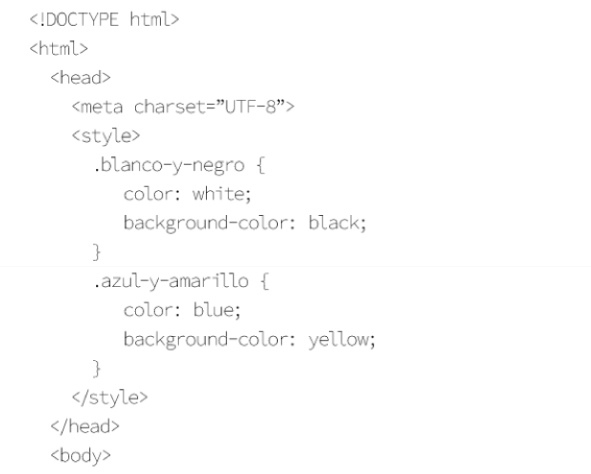 <!DOCTYPE html>
<html>
<head>
<meta charset=”UTF-8”>
<style>
.blanco-y-negro {
color: white;
background-color: black;
}
.azul-y-amarillo {
color: blue;
background-color: yellow;
}
</style>
</head>
<body>